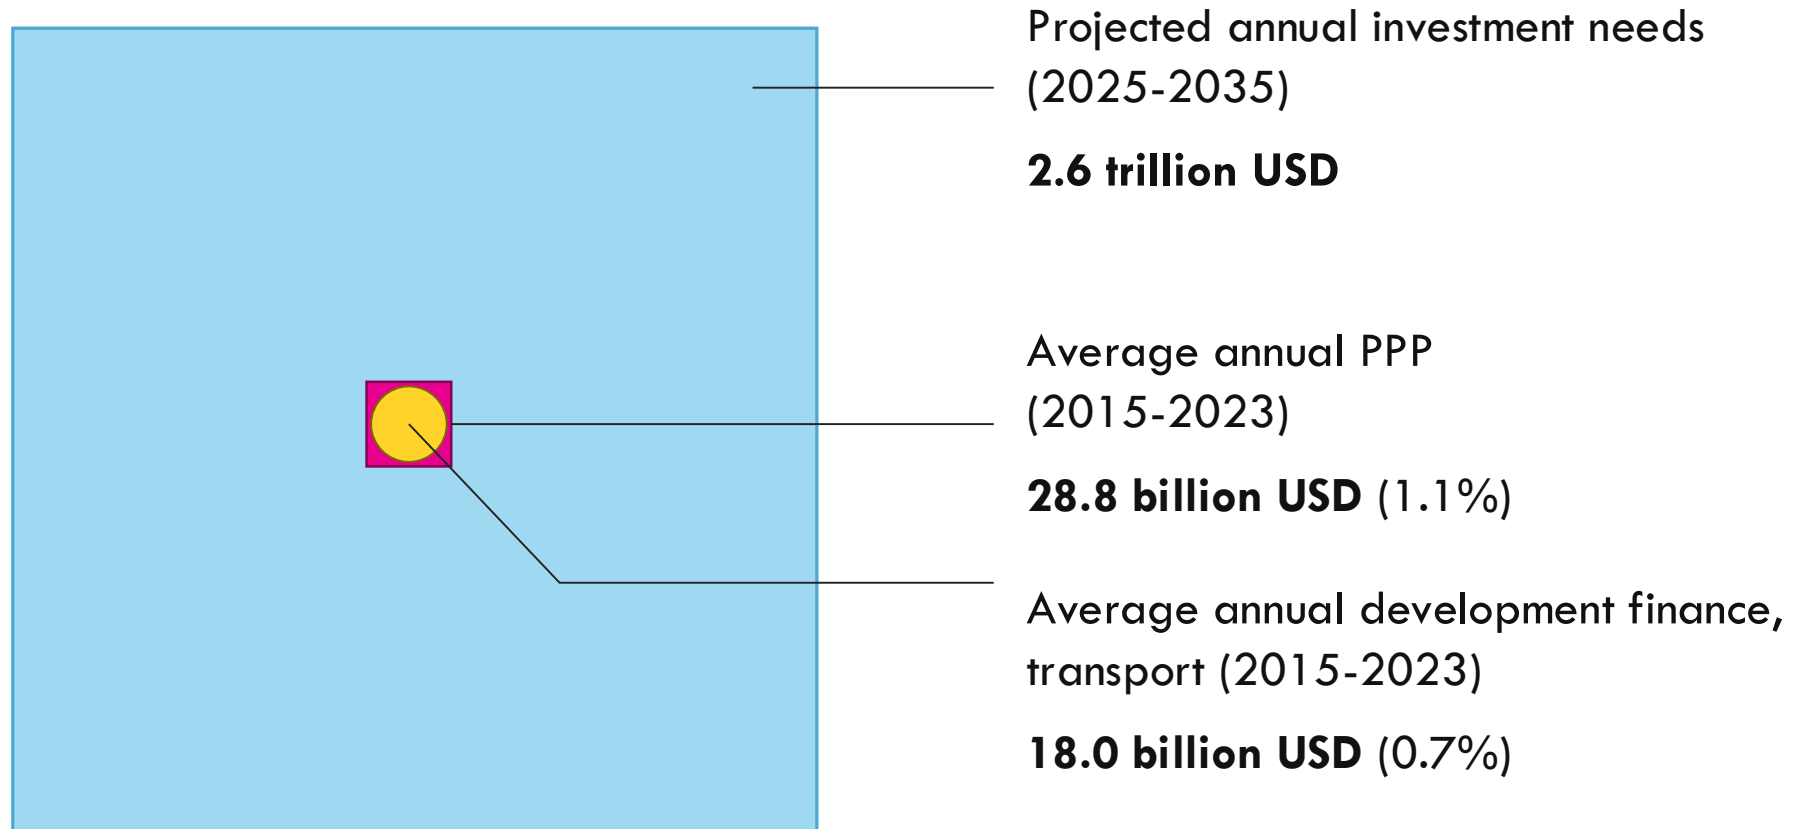 Projected annual investment needs
(2025-2035)
2.6 trillion USD
Average annual PPP
(2015-2023)
28.8 billion USD (1.1%)
Average annual development finance,
transport (2015-2023)
18.0 billion USD (0.7%)